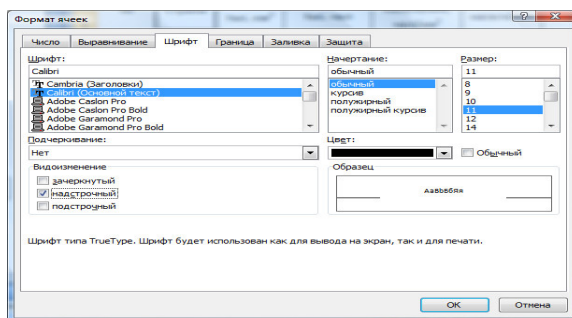 Формат ячеек
Число Выравнивание Шрифт Граница Заливка Защита
Шрифт: Начертание: Размер:
Calibri обычный 11
Cambria (Заголовки) обычный 8
Calibri (Основной текст) курсив 9
Adobe Caslon Pro полужирный 10
Adobe Caslon Pro Bold полужирный курсив 11
Adobe Garamond Pro 12
Adobe Garamond Pro Bold 14
Подчеркивание: Цвет:
Нет Обычный
Видоизменение Образец
зачеркнутый
надстрочный АаВbБбЯя
подстрочный
Шрифт типа TrueType. Шрифт будет использован как для вывода на экран, так и для печати.
ОК Отмена